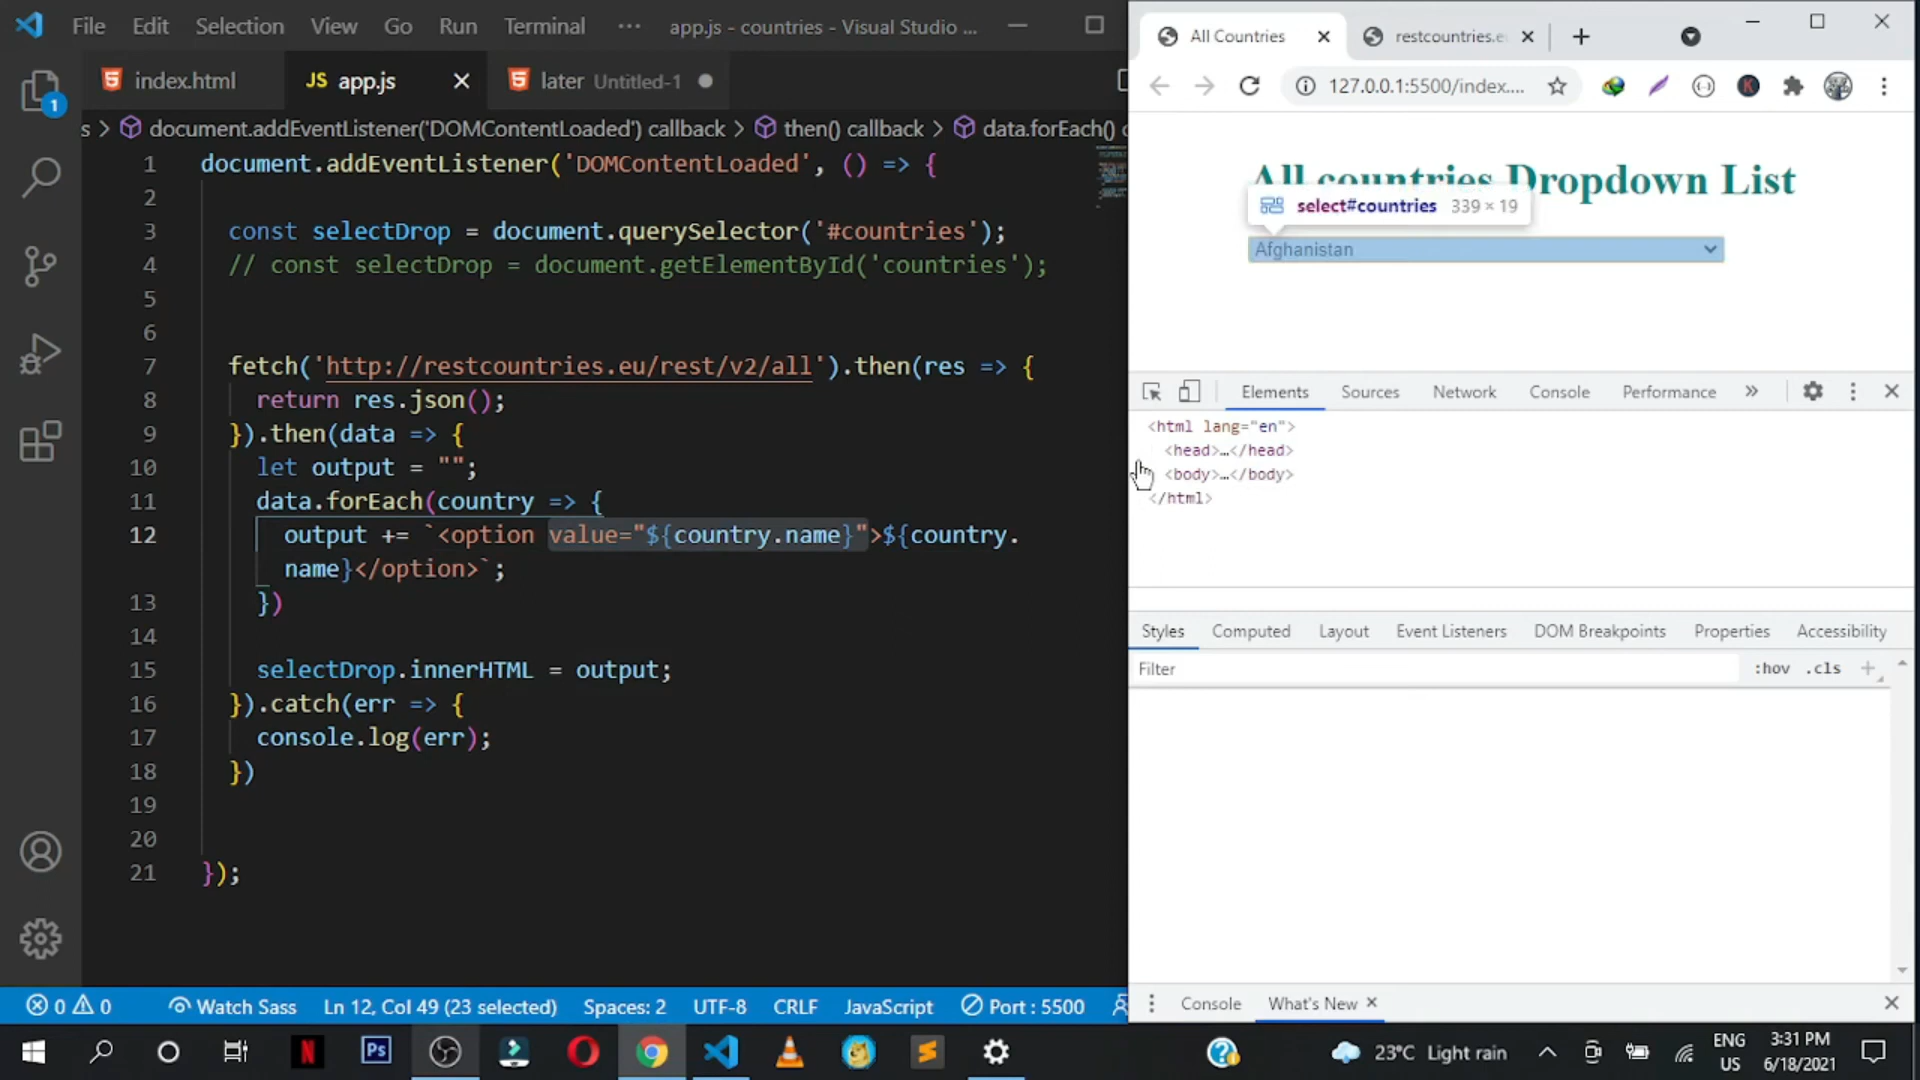 File Edit Selection View Go Run Terminal ··· app.js - countries - Visual Studio ...
index.html JS app.js later Untitled-1
s > document.addEventListener('DOMContentLoaded') callback > then() callback > data.forEach() c
1 document.addEventListener('DOMContentLoaded', () => {
2
3 const selectDrop = document.querySelector('#countries');
4 // const selectDrop = document.getElementById('countries');
5
6
7 fetch('http://restcountries.eu/rest/v2/all').then(res => {
8 return res.json();
9 }).then(data => {
10 let output = "";
11 data.forEach(country => {
12 output += `<option value="${country.name}">${country.
name}</option>`;
13 })
14
15 selectDrop.innerHTML = output;
16 }).catch(err => {
17 console.log(err);
18 })
19
20
21 });
1
0 0 Watch Sass Ln 12, Col 49 (23 selected) Spaces: 2 UTF-8 CRLF JavaScript Port : 5500
All Countries restcountries.e
127.0.0.1:5500/index....
K
All countries Dropdown List
select#countries 339 × 19
Afghanistan
Elements Sources Network Console Performance »
<html lang="en">
<head>…</head>
<body>…</body>
</html>
Styles Computed Layout Event Listeners DOM Breakpoints Properties Accessibility
Filter :hov .cls +
Console What's New
N Ps S 23°C Light rain ENG 3:31 PM
US 6/18/2021